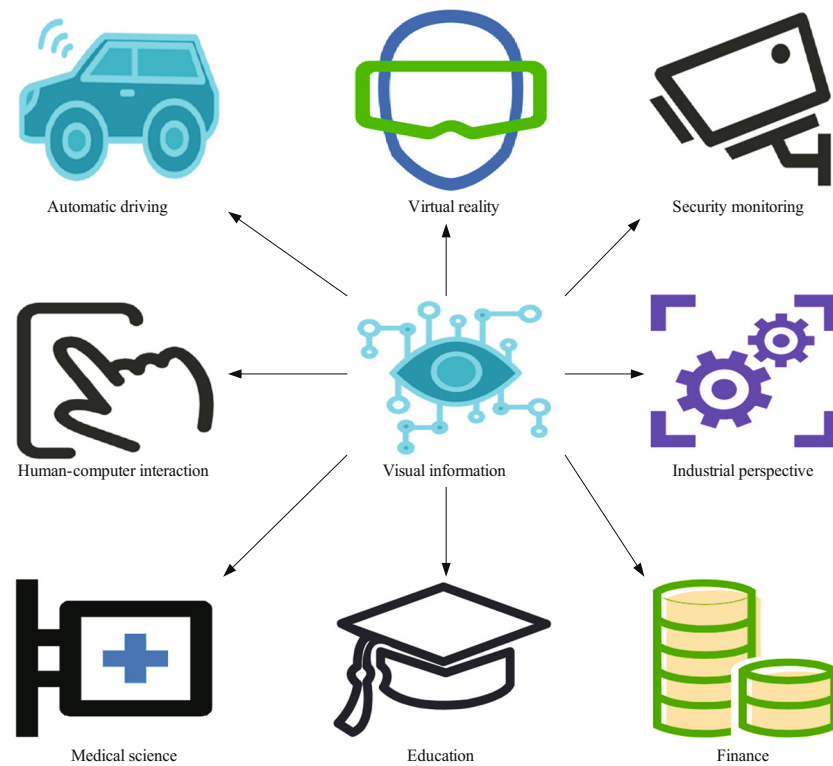 Automatic driving
Virtual reality
Security monitoring
Human-computer interaction
Visual information
Industrial perspective
Medical science
Education
Finance